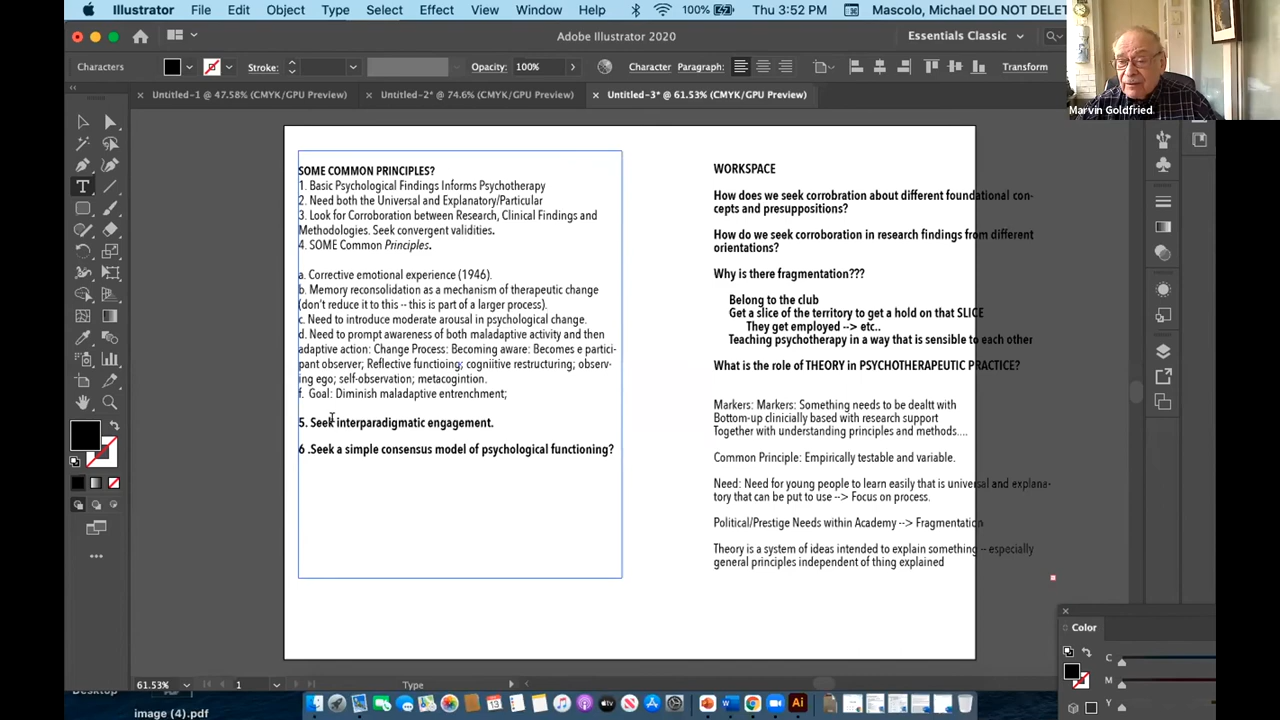 Illustrator File Edit Object Type Select Effect View Window Help 100% Thu 3:52 PM Mascolo, Michael DO NOT DELET
Adobe Illustrator 2020
Essentials Classic
Characters Stroke: Opacity: 100% Character Paragraph: Transform
Untitled-1 @ 47.58% (CMYK/GPU Preview)
Untitled-2* @ 74.6% (CMYK/GPU Preview)
Untitled-3* @ 61.53% (CMYK/GPU Preview)
Marvin Goldfried
SOME COMMON PRINCIPLES?
1. Basic Psychological Findings Informs Psychotherapy
2. Need both the Universal and Explanatory/Particular
3. Look for Corroboration between Research, Clinical Findings and
Methodologies. Seek convergent validities.
4. SOME Common Principles.
a. Corrective emotional experience (1946).
b. Memory reconsolidation as a mechanism of therapeutic change
(don't reduce it to this -- this is part of a larger process).
c. Need to introduce moderate arousal in psychological change.
d. Need to prompt awareness of both maladaptive activity and then
adaptive action: Change Process: Becoming aware: Becomes e partici-
pant observer; Reflective functioing; cogniitive restructuring; observ-
ing ego; self-observation; metacogintion.
f. Goal: Diminish maladaptive entrenchment;
5. Seek interparadigmatic engagement.
6 .Seek a simple consensus model of psychological functioning?
WORKSPACE
How does we seek corrobration about different foundational con-
cepts and presuppositions?
How do we seek corroboration in research findings from different
orientations?
Why is there fragmentation???
Belong to the club
Get a slice of the territory to get a hold on that SLICE
They get employed --> etc..
Teaching psychotherapy in a way that is sensible to each other
What is the role of THEORY in PSYCHOTHERAPEUTIC PRACTICE?
Markers: Markers: Something needs to be dealtt with
Bottom-up cliniically based with research support
Together with understanding principles and methods....
Common Principle: Empirically testable and variable.
Need: Need for young people to learn easily that is universal and explana-
tory that can be put to use --> Focus on process.
Political/Prestige Needs within Academy --> Fragmentation
Theory is a system of ideas intended to explain something -- especially
general principles independent of thing explained
Color
C
M
Y
61.53% 1 Type
Desktop
image (4).pdf